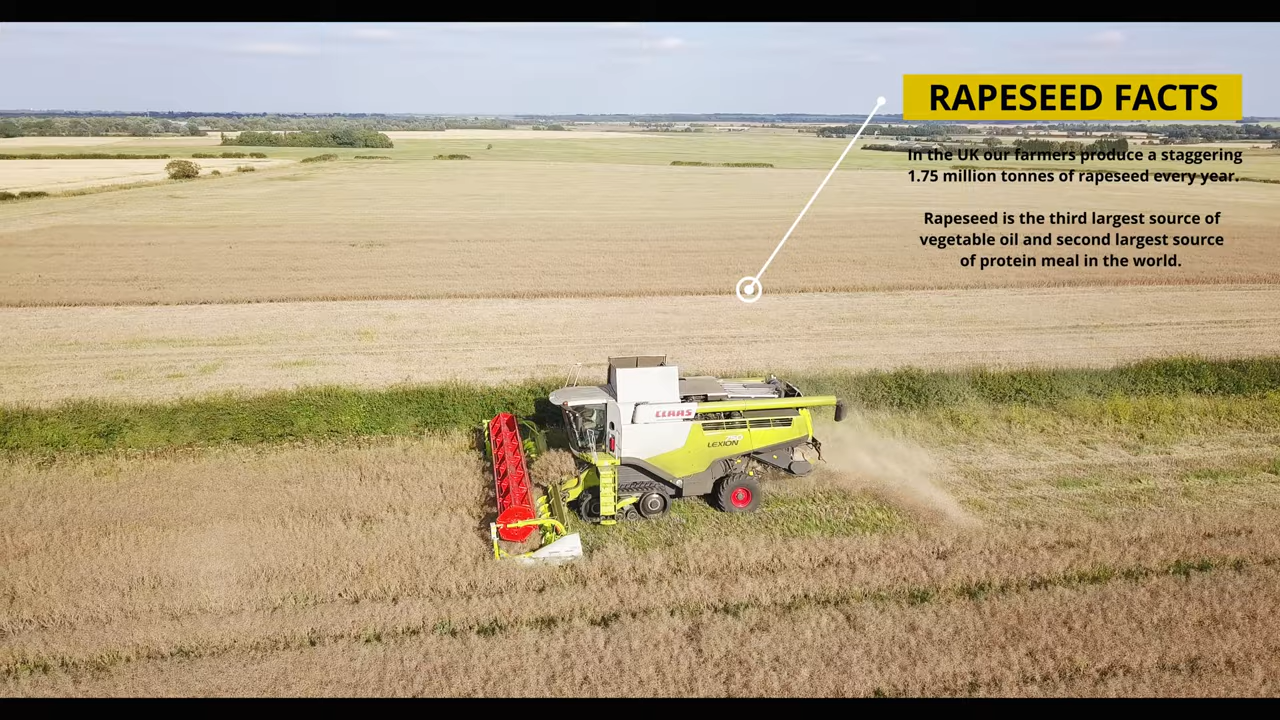 RAPESEED FACTS
In the UK our farmers produce a staggering
1.75 million tonnes of rapeseed every year.
Rapeseed is the third largest source of
vegetable oil and second largest source
of protein meal in the world.
CLAAS
LEXION